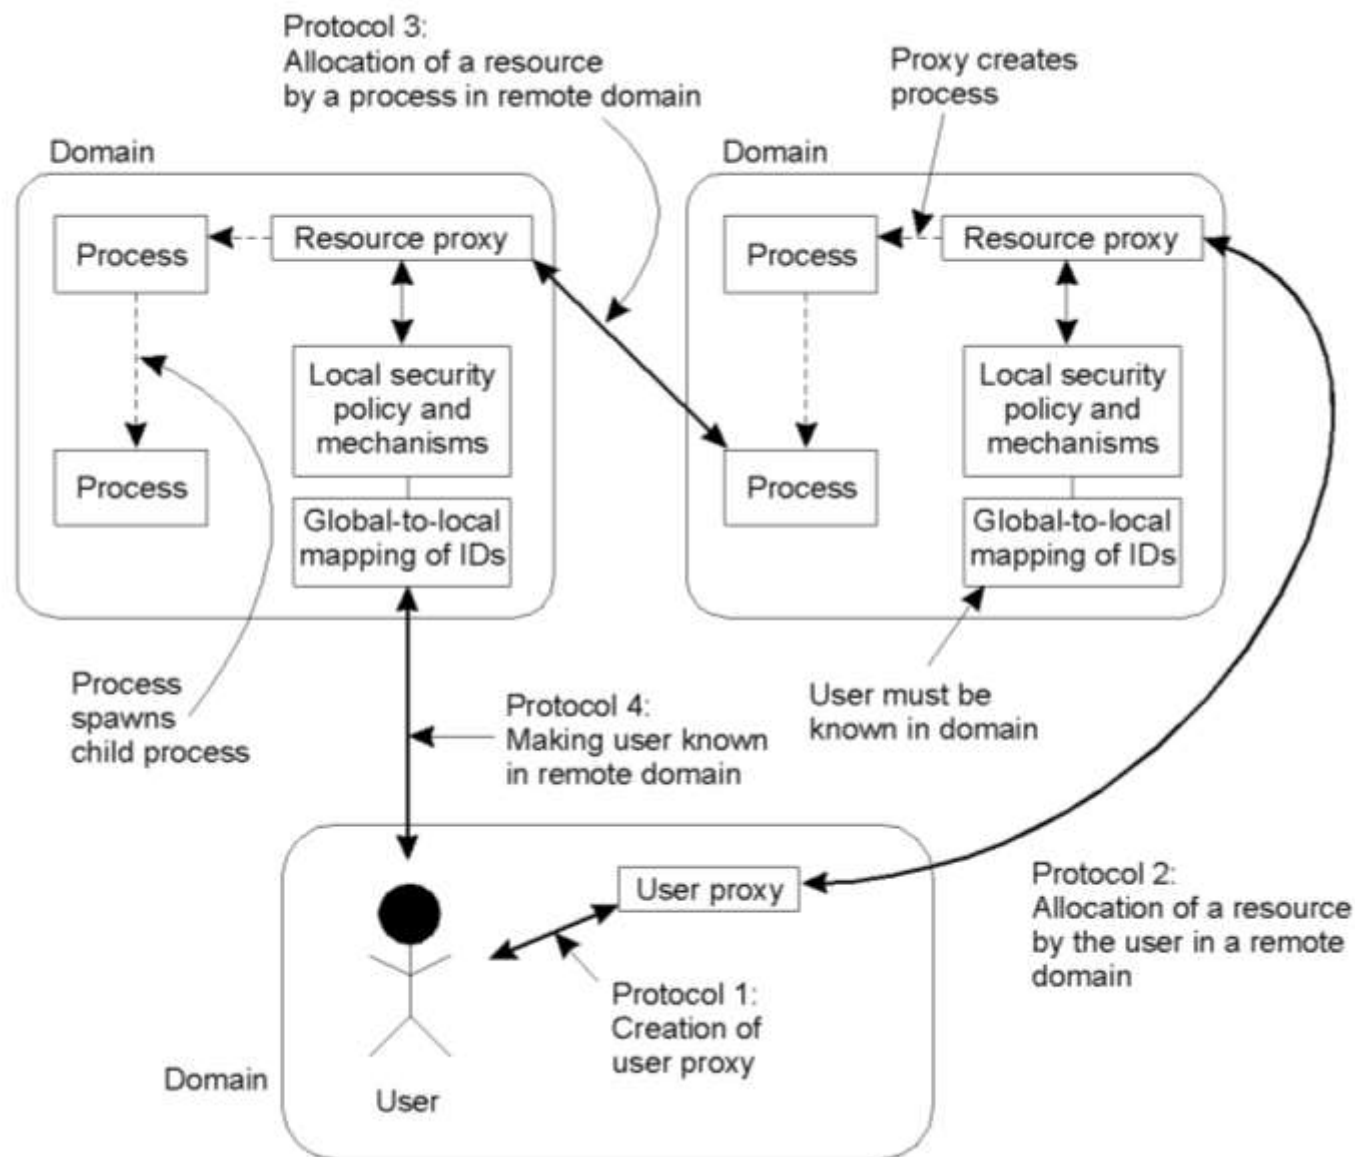 Protocol 3:
Allocation of a resource
by a process in remote domain
Proxy creates
process
Domain
Domain
Process
Resource proxy
Process
Resource proxy
Local security
policy and
mechanisms
Local security
policy and
mechanisms
Process
Process
Global-to-local
mapping of IDs
Global-to-local
mapping of IDs
Process
spawns
child process
Protocol 4:
Making user known
in remote domain
User must be
known in domain
User proxy
Protocol 2:
Allocation of a resource
by the user in a remote
domain
Protocol 1:
Creation of
user proxy
Domain
User